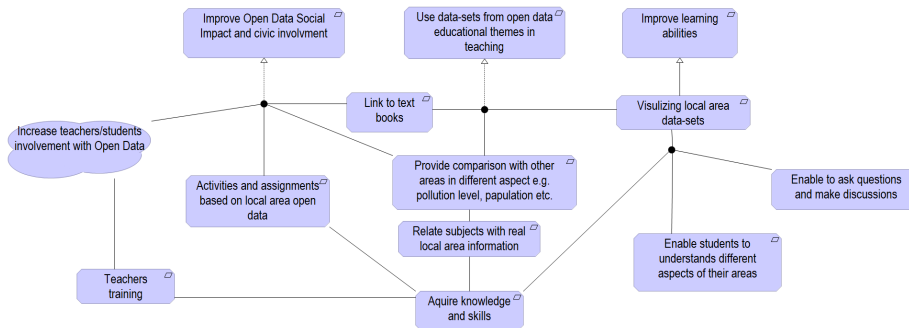 Improve Open Data Social
Impact and civic involvment
Use data-sets from open data
educational themes in
teaching
Improve learning
abilities
Link to text
books
Visulizing local area
data-sets
Increase teachers/students
involvement with Open Data
Activities and assignments
based on local area open
data
Provide comparison with other
areas in different aspect e.g.
pollution level, papulation etc.
Enable to ask questions
and make discussions
Relate subjects with real
local area information
Enable students to
understands different
aspects of their areas
Teachers
training
Aquire knowledge
and skills